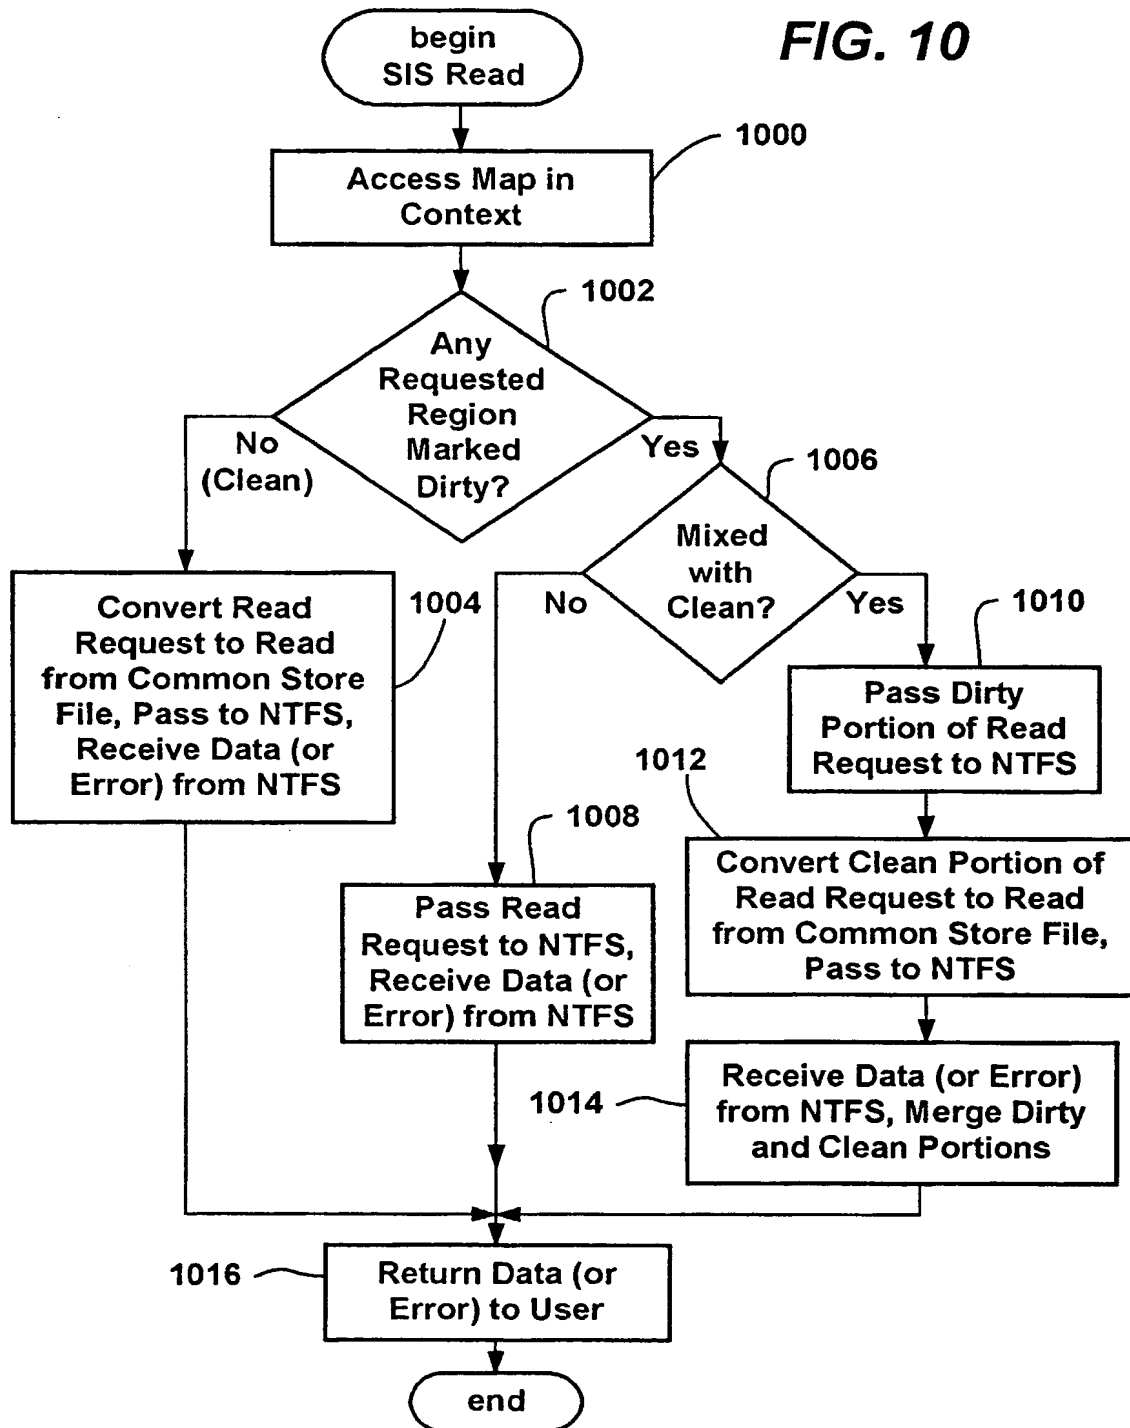 FIG. 10
begin
SIS Read
1000
Access Map in
Context
1002
Any
Requested
Region
Marked
Dirty?
No
(Clean)
Yes
1006
Mixed
with
Clean?
No
Yes
1004
Convert Read
Request to Read
from Common Store
File, Pass to NTFS,
Receive Data (or
Error) from NTFS
1010
Pass Dirty
Portion of Read
Request to NTFS
1012
Convert Clean Portion of
Read Request to Read
from Common Store File,
Pass to NTFS
1008
Pass Read
Request to NTFS,
Receive Data (or
Error) from NTFS
1014
Receive Data (or Error)
from NTFS, Merge Dirty
and Clean Portions
1016
Return Data (or
Error) to User
end